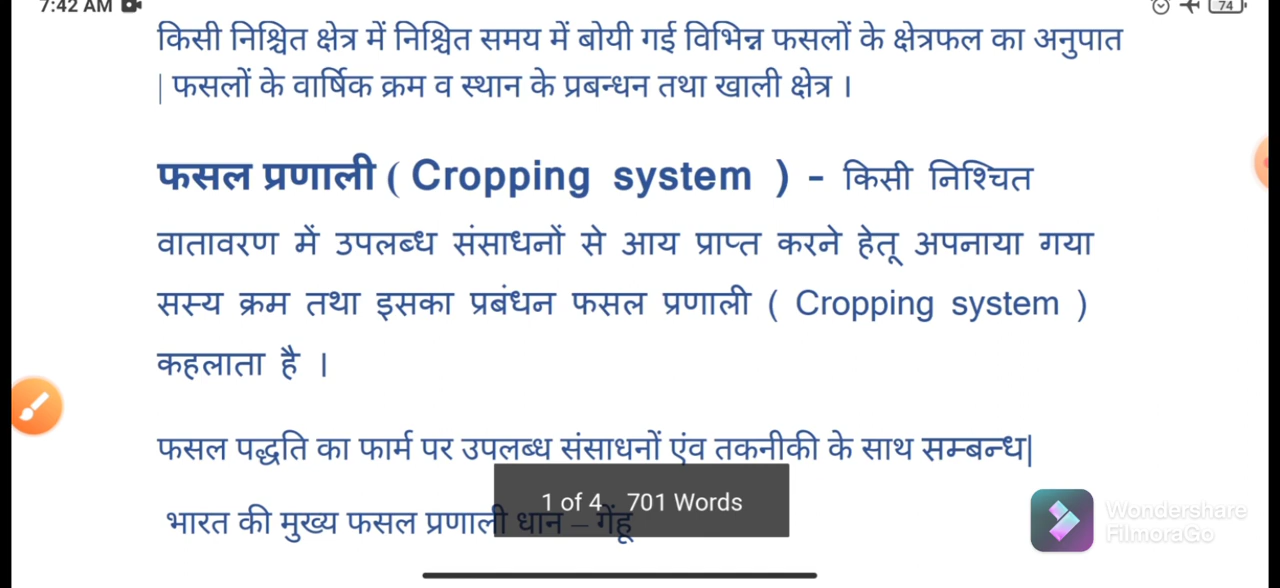 7:42 AM
74
किसी निश्चित क्षेत्र में निश्चित समय में बोयी गई विभिन्न फसलों के क्षेत्रफल का अनुपात
| फसलों के वार्षिक क्रम व स्थान के प्रबन्धन तथा खाली क्षेत्र ।
फसल प्रणाली ( Cropping system ) - किसी निश्चित
वातावरण में उपलब्ध संसाधनों से आय प्राप्त करने हेतू अपनाया गया
सस्य क्रम तथा इसका प्रबंधन फसल प्रणाली ( Cropping system )
कहलाता है ।
फसल पद्धति का फार्म पर उपलब्ध संसाधनों एंव तकनीकी के साथ सम्बन्ध|
1 of 4 701 Words
भारत की मुख्य फसल प्रणाली धान – गेंहू
Wondershare
FilmoraGo